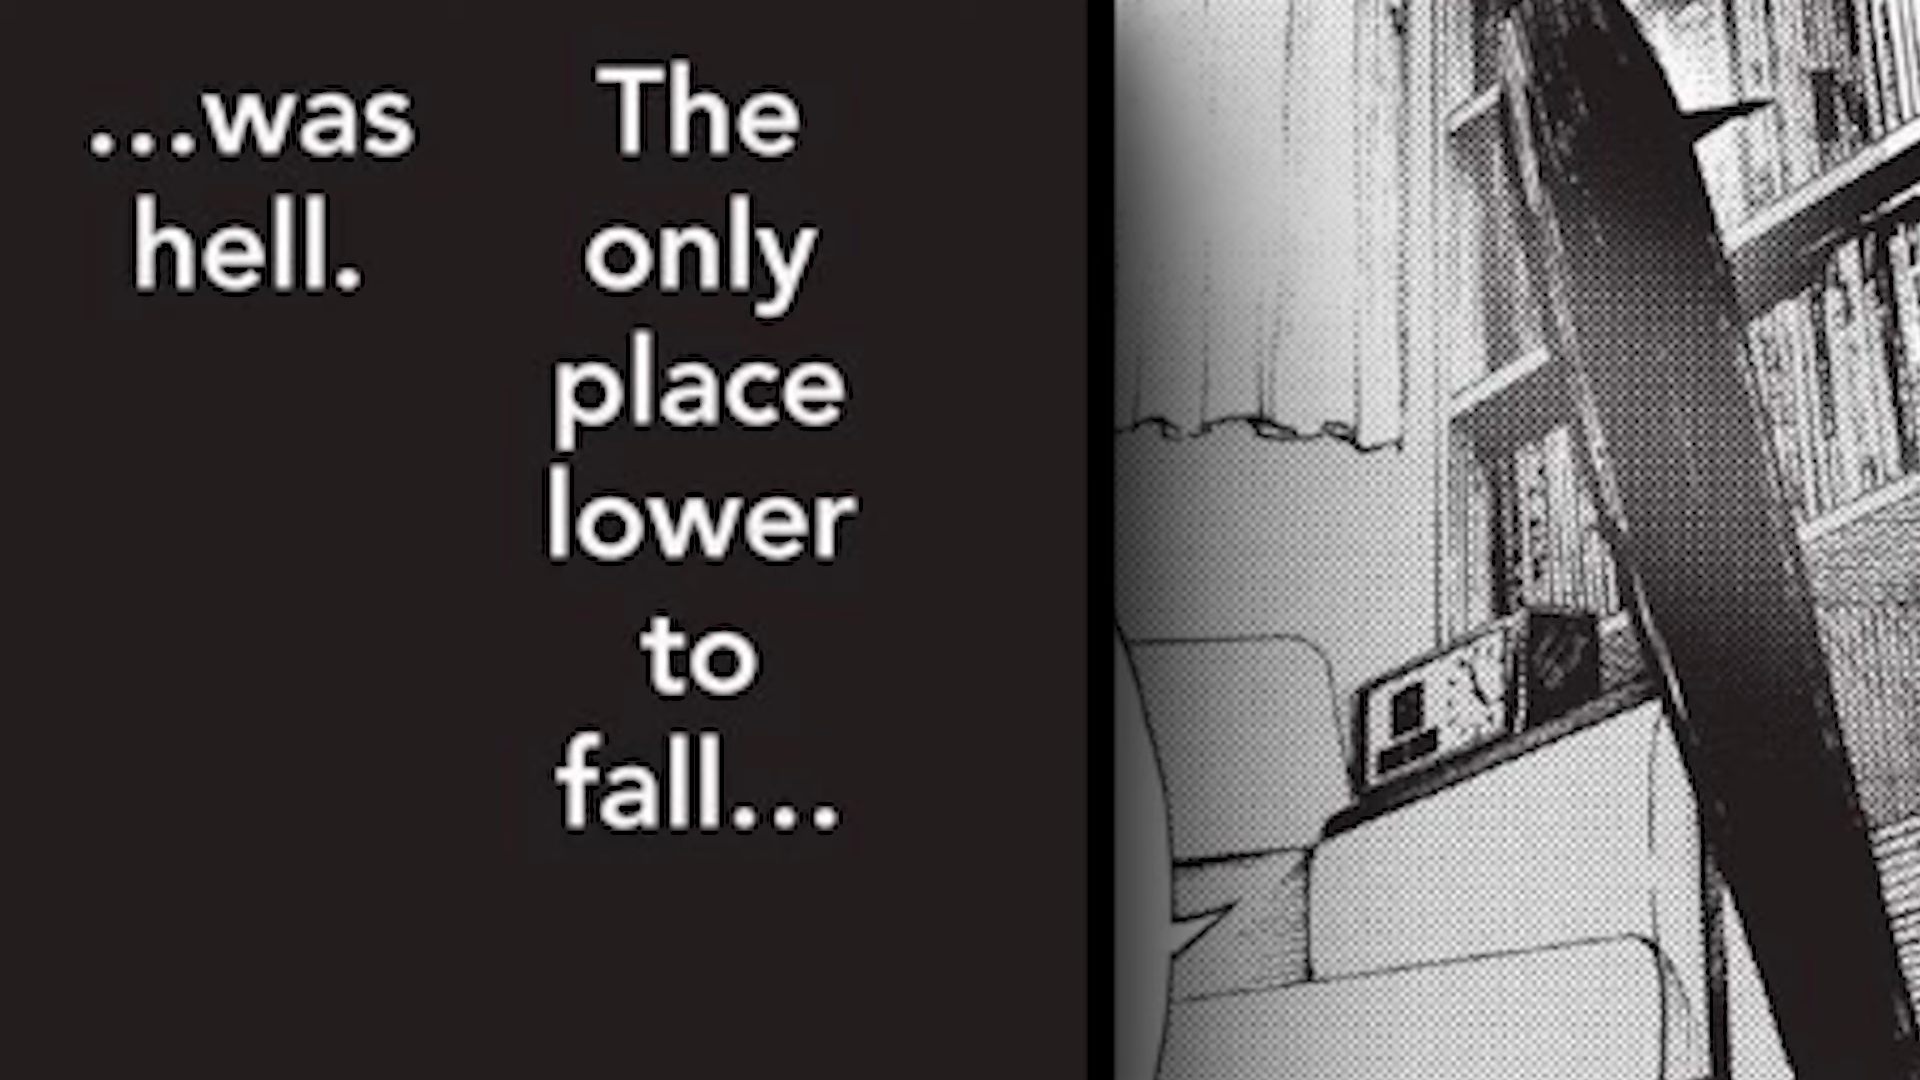 The
only
place
lower
to
fall...
...was
hell.